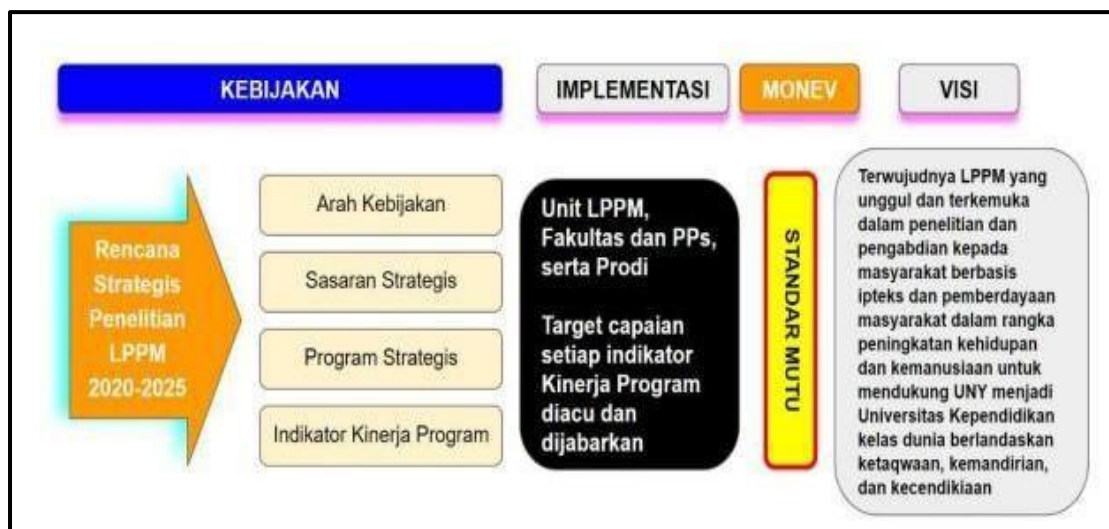 KEBIJAKAN
IMPLEMENTASI
MONEV
VISI
Rencana
Strategis
Penelitian
LPPM
2020-2025
Arah Kebijakan
Sasaran Strategis
Program Strategis
Indikator Kinerja Program
Unit LPPM,
Fakultas dan PPs,
serta Prodi
Target capaian
setiap indikator
Kinerja Program
diacu dan
dijabarkan
STANDAR MUTU
Terwujudnya LPPM yang
unggul dan terkemuka
dalam penelitian dan
pengabdian kepada
masyarakat berbasis
ipteks dan pemberdayaan
masyarakat dalam rangka
peningkatan kehidupan
dan kemanusiaan untuk
mendukung UNY menjadi
Universitas Kependidikan
kelas dunia berlandaskan
ketaqwaan, kemandirian,
dan kecendikiaan